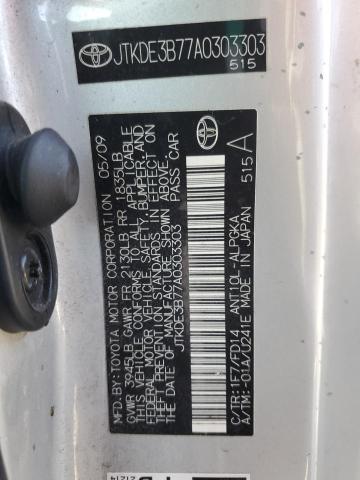 JTKDE3B77A0303303
515
MFD.BY:TOYOTA MOTOR CORPORATION 05/09
GVWR 3945LB GAWR FR 2130LB RR 1835LB
THIS VEHICLE CONFORMS TO ALL APPLICABLE
FEDERAL MOTOR VEHICLE SAFETY, BUMPER, AND
THEFT PREVENTION STANDARDS IN EFFECT ON
THE DATE OF MANUFACTURE SHOWN ABOVE.
JTKDE3B77A0303303 PASS CAR
515 A
C/TR:1F7/FD14 ANT10L-ALPGKA
A/TM:-01A/U241E MADE IN JAPAN
21214